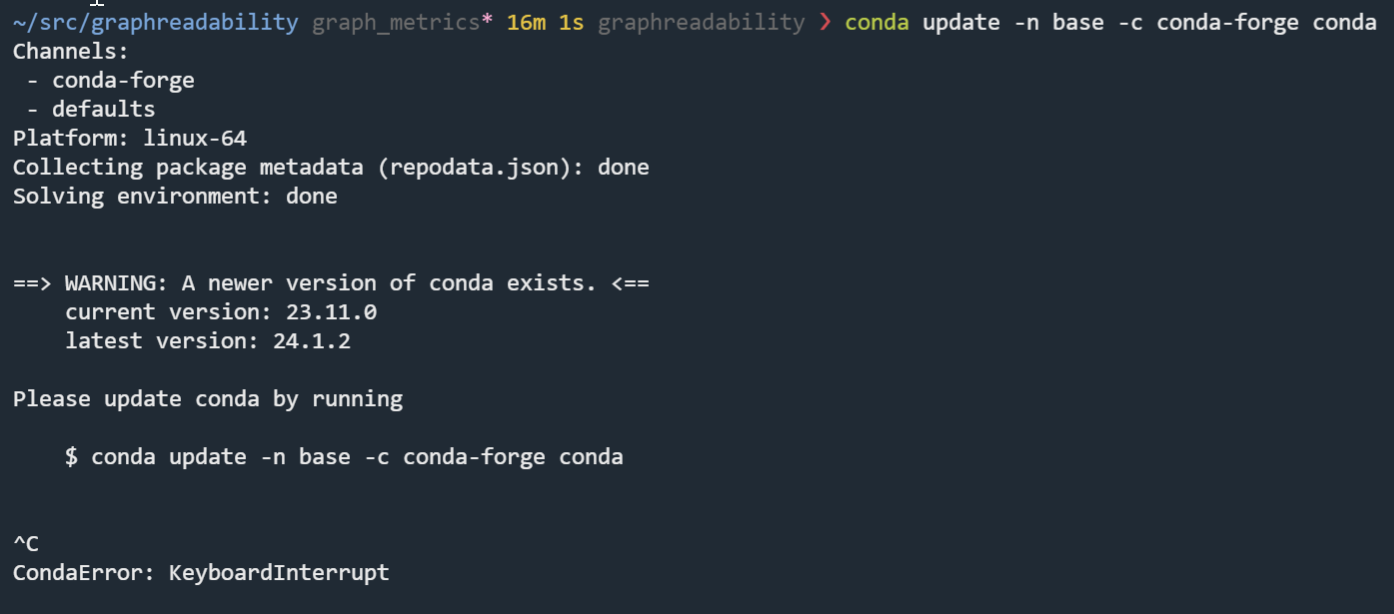 ~/src/graphreadability graph_metrics* 16m 1s graphreadability ❯ conda update -n base -c conda-forge conda
Channels:
 - conda-forge
 - defaults
Platform: linux-64
Collecting package metadata (repodata.json): done
Solving environment: done
==> WARNING: A newer version of conda exists. <==
    current version: 23.11.0
    latest version: 24.1.2
Please update conda by running
    $ conda update -n base -c conda-forge conda
^C
CondaError: KeyboardInterrupt